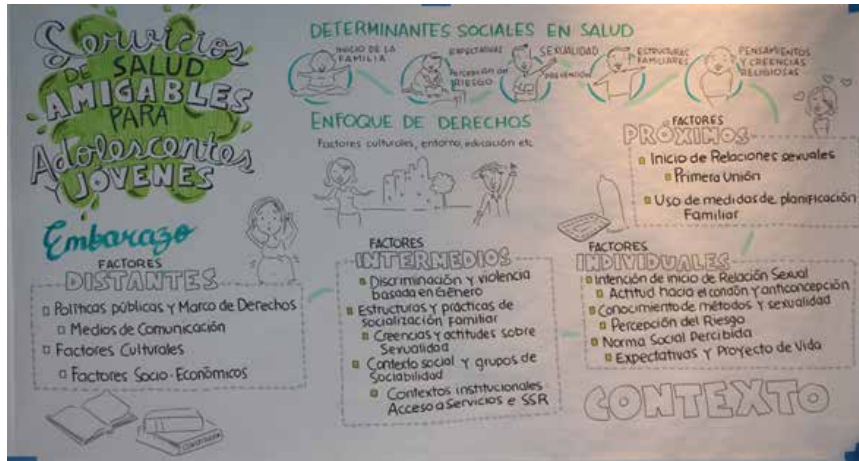 Servicios
DE SALUD
AMIGABLES
PARA
Adolescentes
Y JÓVENES
DETERMINANTES SOCIALES EN SALUD
INICIO DE LA
FAMILIA
EXPECTATIVAS
Percepción del
RIESGO
SEXUALIDAD
PREVENCIÓN
ESTRUCTURAS
FAMILIARES
PENSAMIENTOS
Y CREENCIAS
RELIGIOSAS
ENFOQUE DE DERECHOS
Factores culturales, entorno, educación etc
FACTORES
PRÓXIMOS
Inicio de Relaciones sexuales
Primera Unión
Uso de medidas de planificación
Familiar
Embarazo
FACTORES
DISTANTES
Políticas públicas y Marco de Derechos
Medios de Comunicación
Factores Culturales
Factores Socio-Económicos
FACTORES
INTERMEDIOS
Discriminación y violencia
basada en Género
Estructuras y prácticas de
socialización familiar
Creencias y actitudes sobre
Sexualidad
Contexto social y grupos de
Sociabilidad
Contextos institucionales
Acceso a Servicios e SSR
FACTORES
INDIVIDUALES
Intención de inicio de Relación Sexual
Actitud hacia el condón y anticoncepción
Conocimiento de métodos y sexualidad
Percepción del Riesgo
Norma Social Percibida
Expectativas y Proyecto de Vida
CONTEXTO